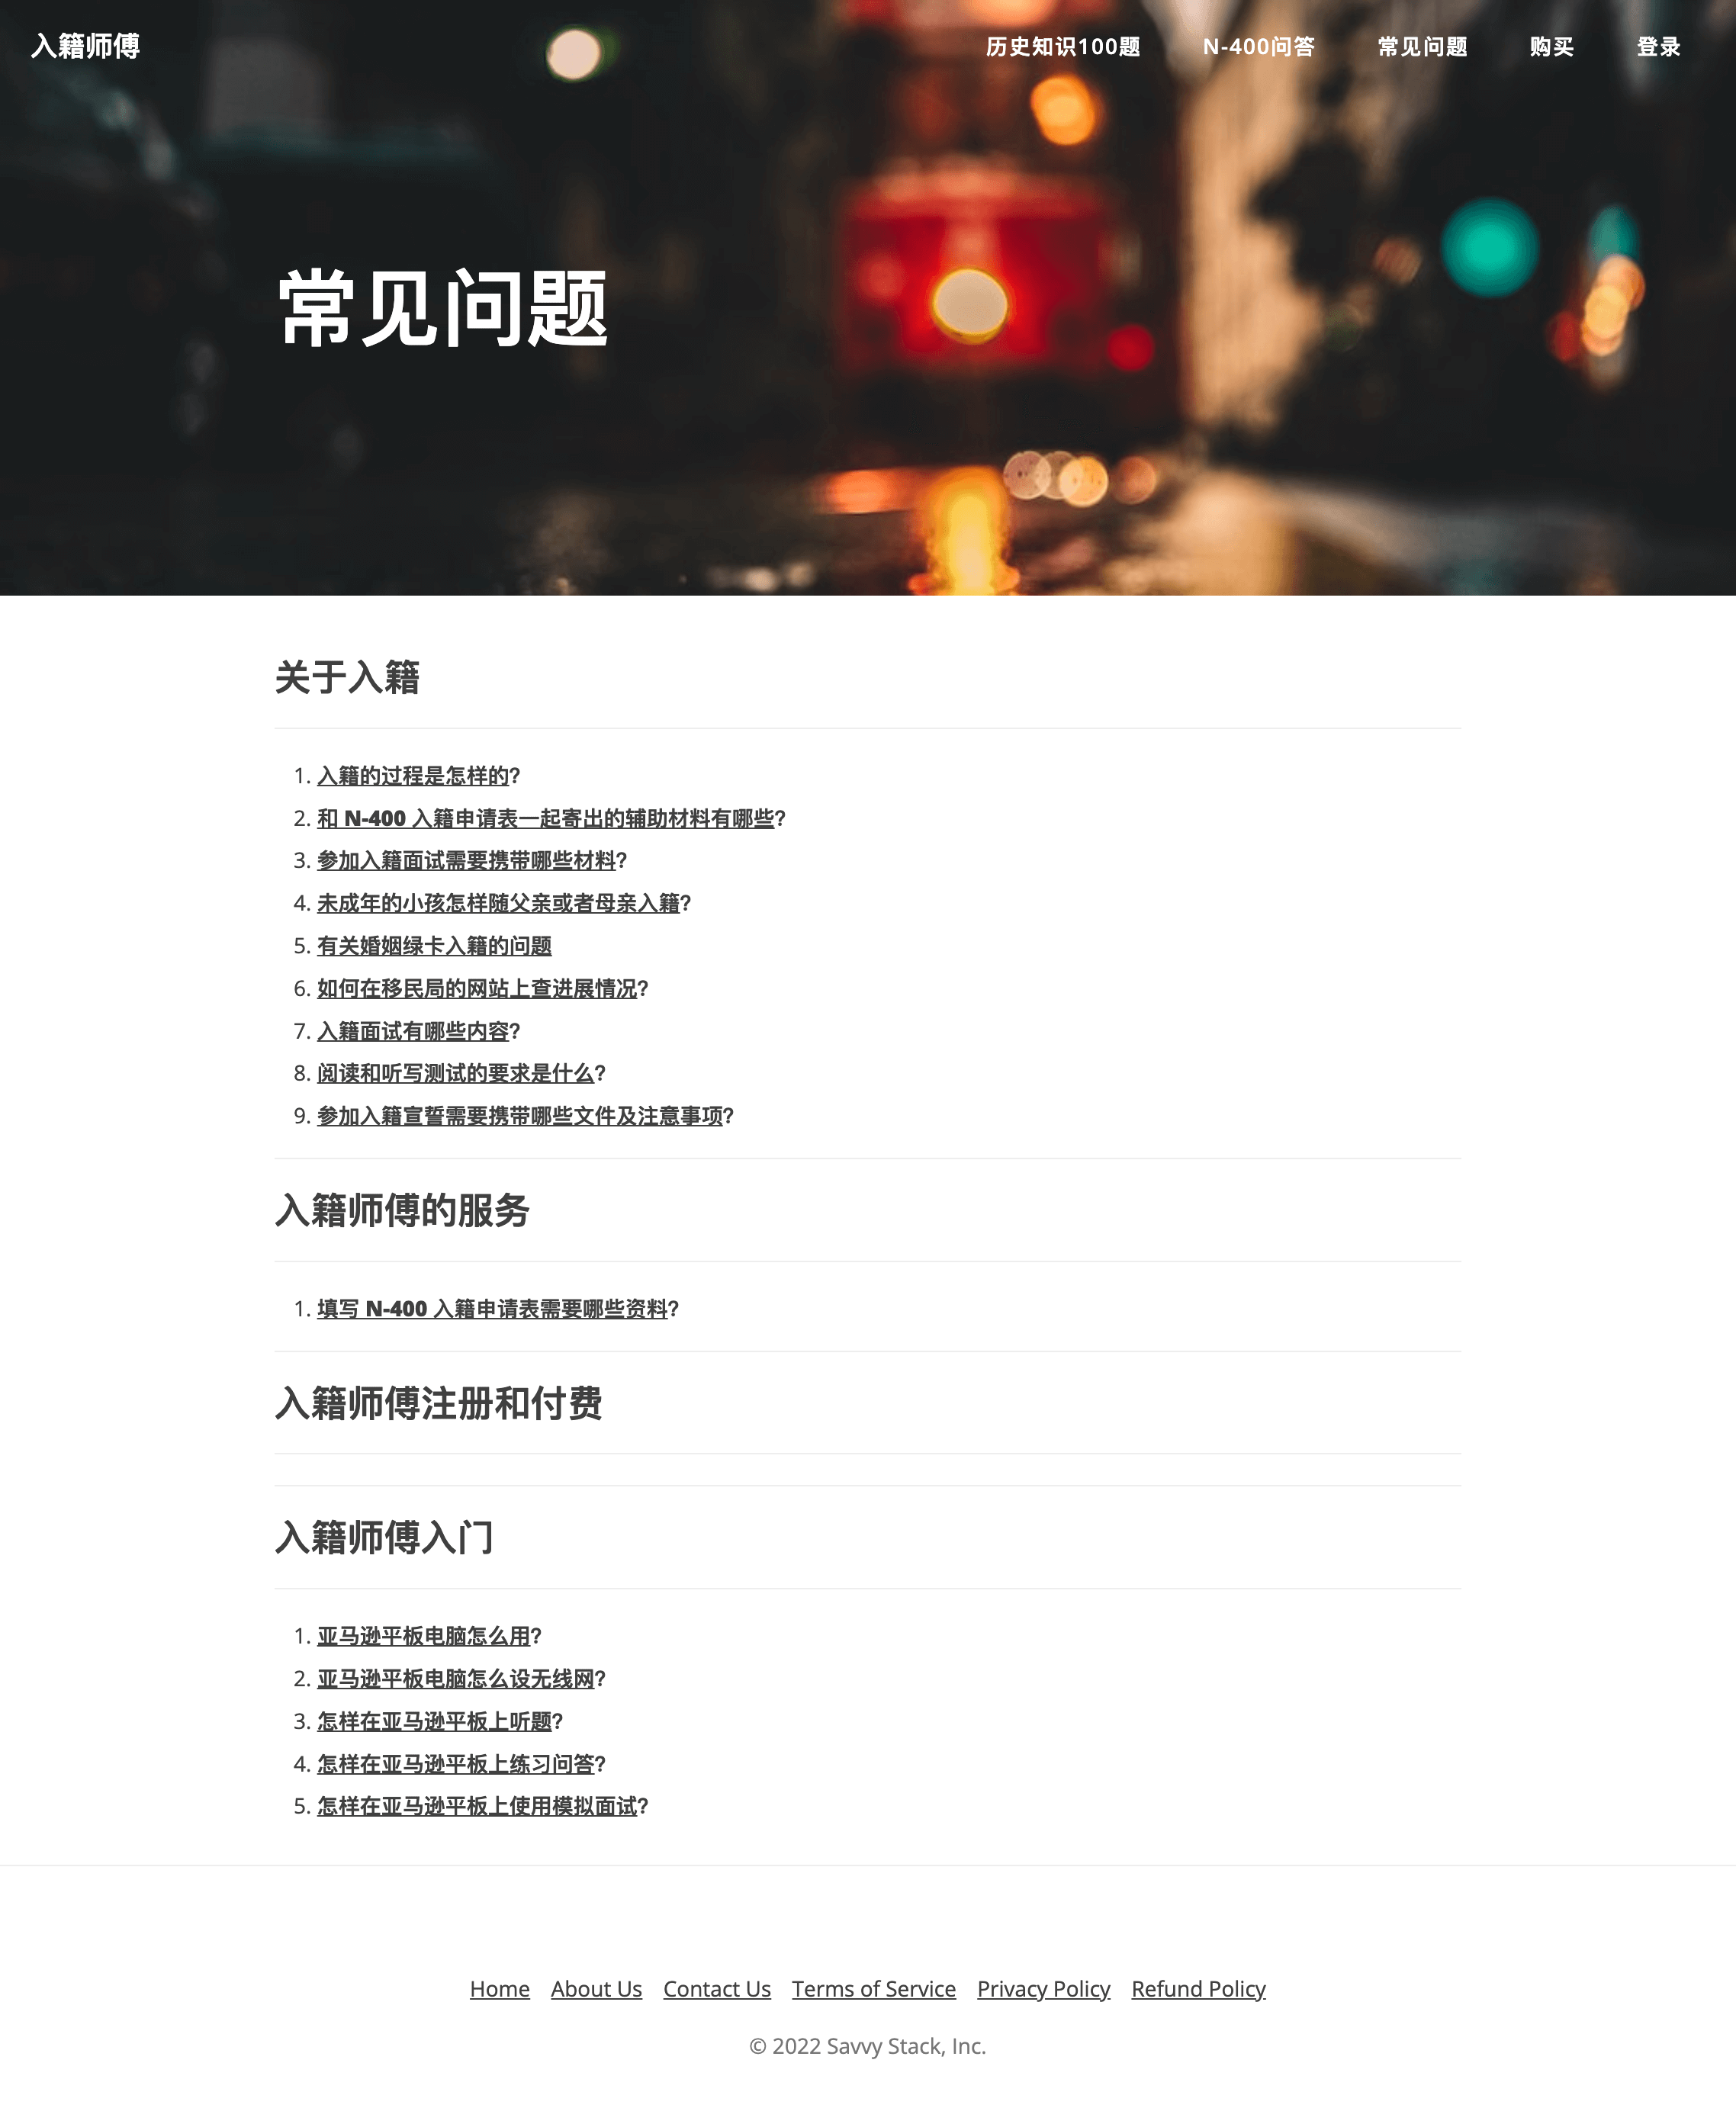 入籍师傅
历史知识100题 N-400问答 常见问题 购买 登录
常见问题
关于入籍
1. 入籍的过程是怎样的?
2. 和 N-400 入籍申请表一起寄出的辅助材料有哪些?
3. 参加入籍面试需要携带哪些材料?
4. 未成年的小孩怎样随父亲或者母亲入籍?
5. 有关婚姻绿卡入籍的问题
6. 如何在移民局的网站上查进展情况?
7. 入籍面试有哪些内容?
8. 阅读和听写测试的要求是什么?
9. 参加入籍宣誓需要携带哪些文件及注意事项?
入籍师傅的服务
1. 填写 N-400 入籍申请表需要哪些资料?
入籍师傅注册和付费
入籍师傅入门
1. 亚马逊平板电脑怎么用?
2. 亚马逊平板电脑怎么设无线网?
3. 怎样在亚马逊平板上听题?
4. 怎样在亚马逊平板上练习问答?
5. 怎样在亚马逊平板上使用模拟面试?
Home About Us Contact Us Terms of Service Privacy Policy Refund Policy
© 2022 Savvy Stack, Inc.